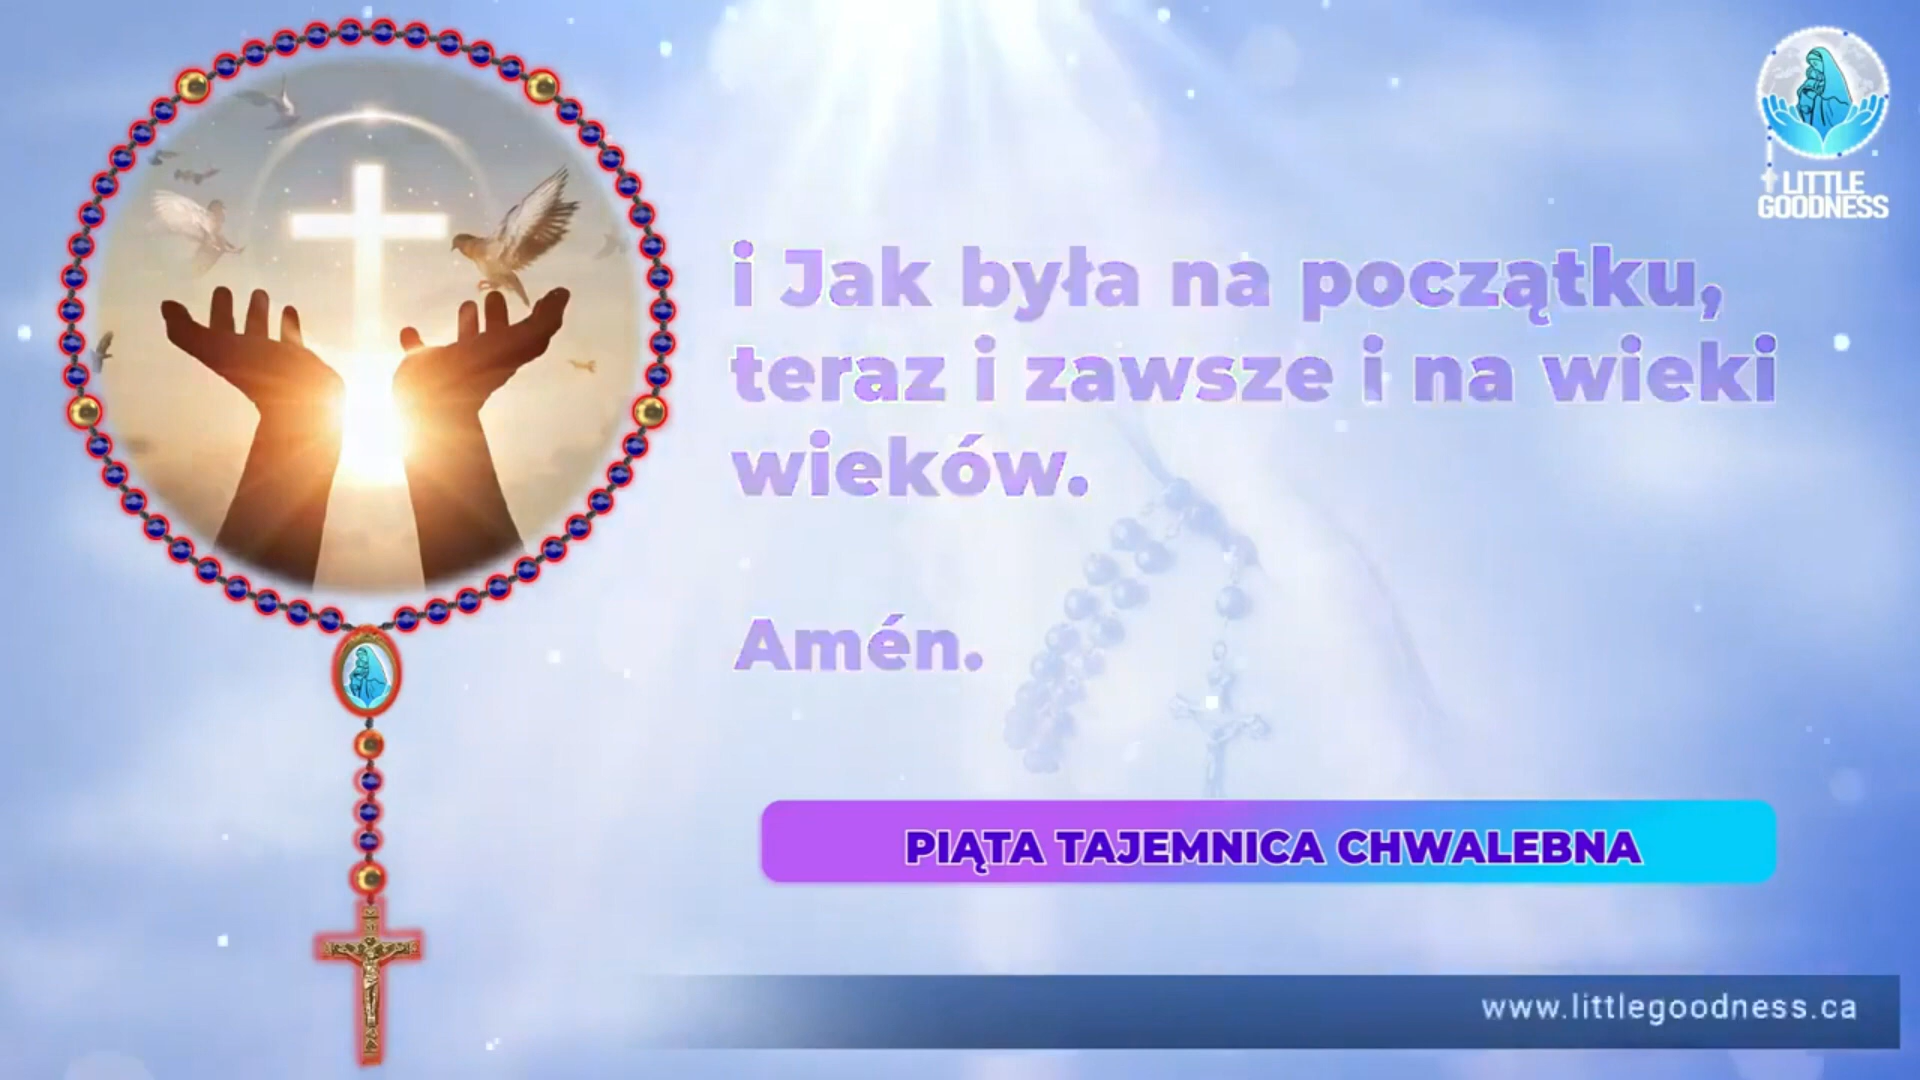 LITTLE
GOODNESS
i Jak była na początku,
teraz i zawsze i na wieki
wieków.
Amén.
PIĄTA TAJEMNICA CHWALEBNA
www.littlegoodness.ca